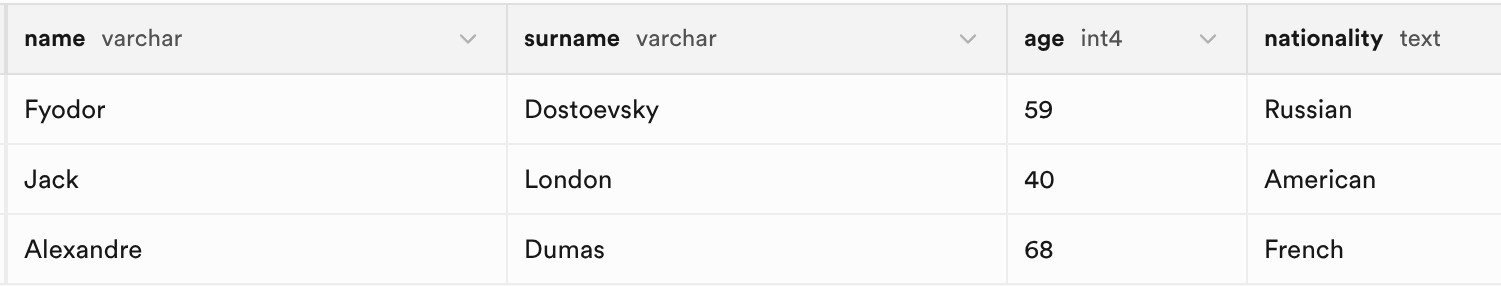 name varchar surname varchar age int4 nationality text
Fyodor Dostoevsky 59 Russian
Jack London 40 American
Alexandre Dumas 68 French